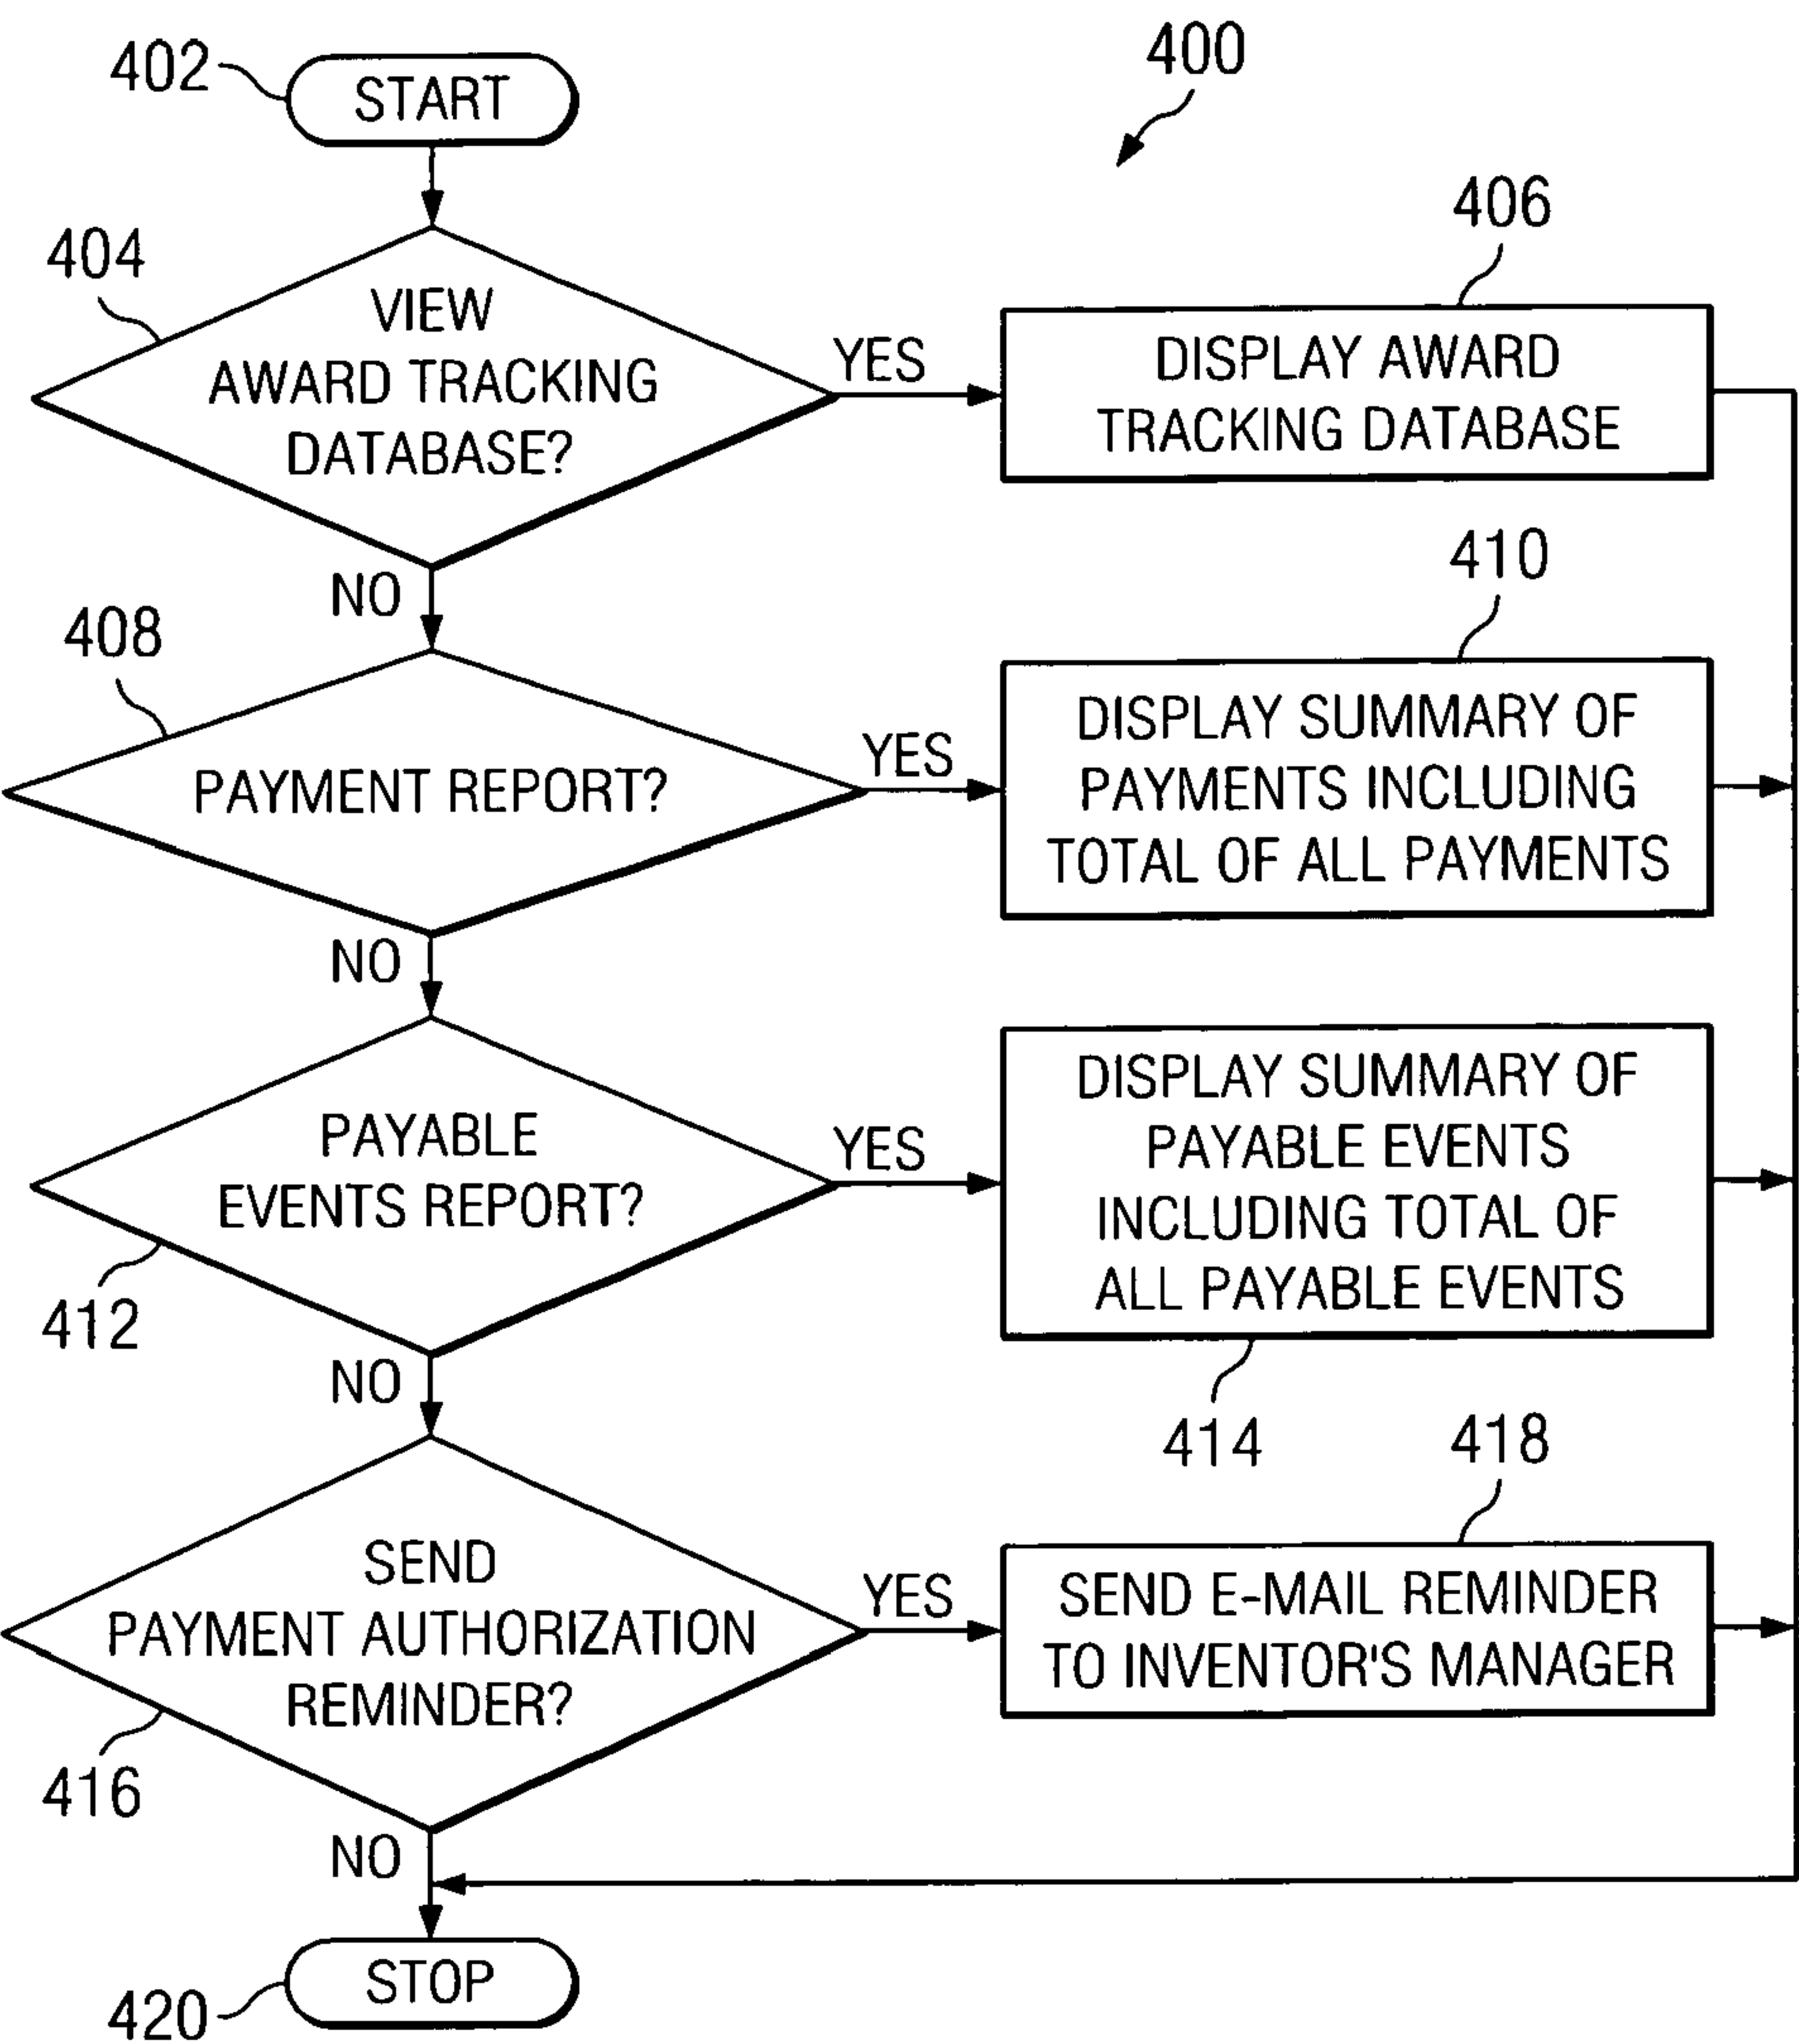 400
402
START
404
VIEW
AWARD TRACKING
DATABASE?
YES
406
DISPLAY AWARD
TRACKING DATABASE
NO
408
PAYMENT REPORT?
YES
410
DISPLAY SUMMARY OF
PAYMENTS INCLUDING
TOTAL OF ALL PAYMENTS
NO
PAYABLE
EVENTS REPORT?
412
YES
DISPLAY SUMMARY OF
PAYABLE EVENTS
INCLUDING TOTAL OF
ALL PAYABLE EVENTS
414
NO
SEND
PAYMENT AUTHORIZATION
REMINDER?
416
YES
418
SEND E-MAIL REMINDER
TO INVENTOR'S MANAGER
NO
STOP
420